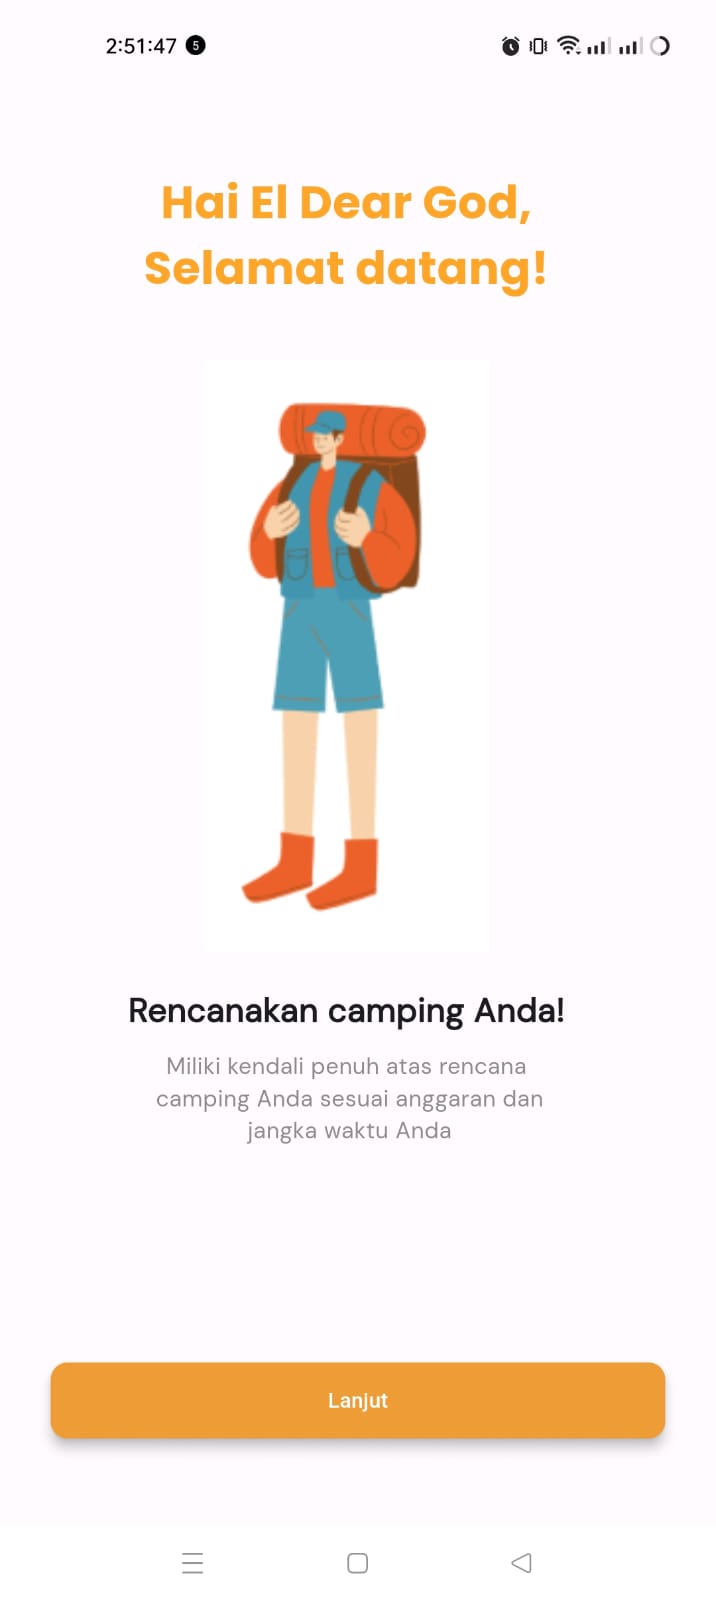 2:51:47 5
Hai El Dear God,
Selamat datang!
Rencanakan camping Anda!
Miliki kendali penuh atas rencana
camping Anda sesuai anggaran dan
jangka waktu Anda
Lanjut